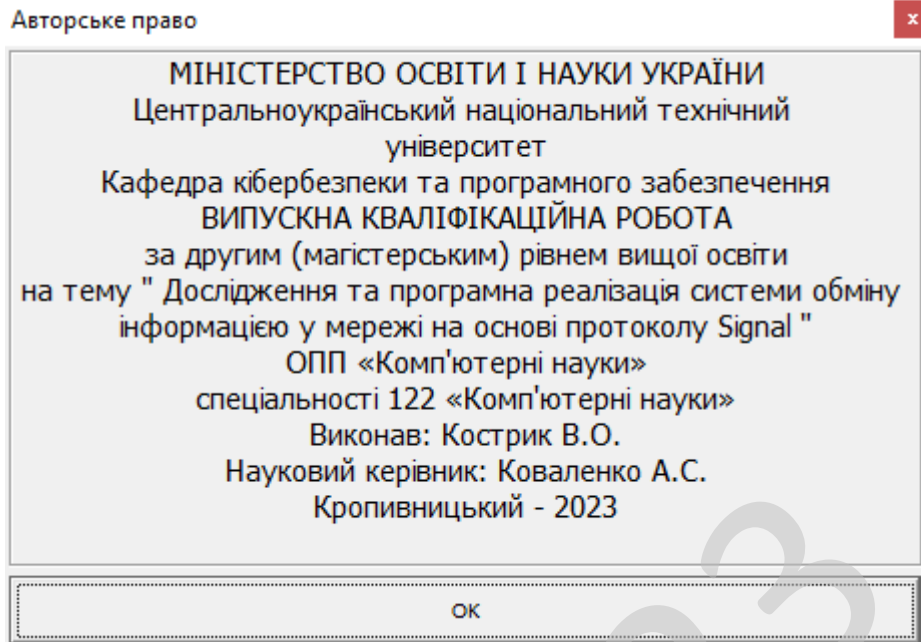 Авторське право
x
МІНІСТЕРСТВО ОСВІТИ І НАУКИ УКРАЇНИ
Центральноукраїнський національний технічний
університет
Кафедра кібербезпеки та програмного забезпечення
ВИПУСКНА КВАЛІФІКАЦІЙНА РОБОТА
за другим (магістерським) рівнем вищої освіти
на тему " Дослідження та програмна реалізація системи обміну
інформацією у мережі на основі протоколу Signal "
ОПП «Комп'ютерні науки»
спеціальності 122 «Комп'ютерні науки»
Виконав: Кострик В.О.
Науковий керівник: Коваленко А.С.
Кропивницький - 2023
ОК